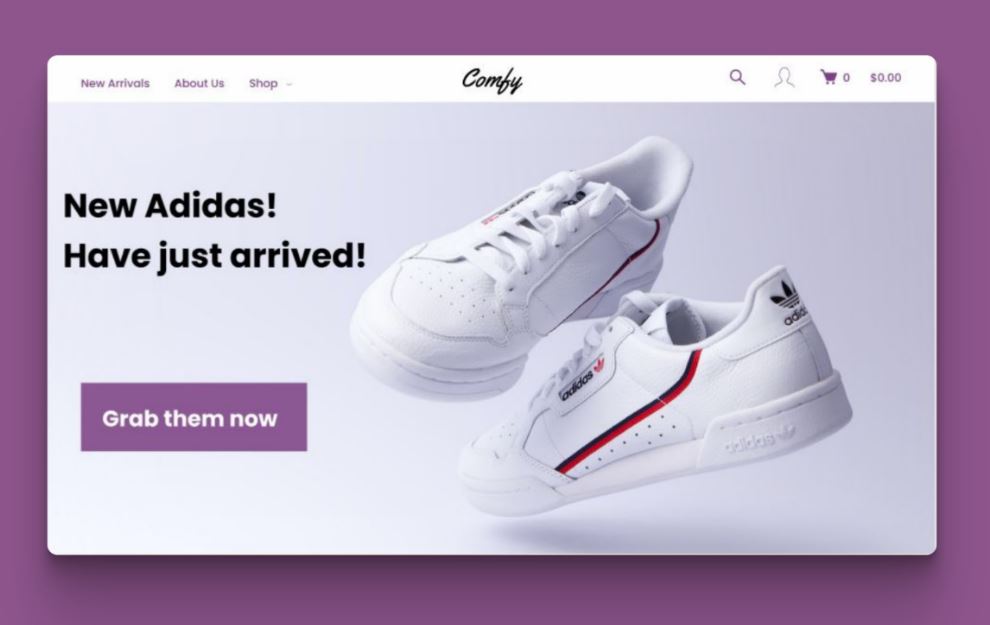 New Arrivals
About Us
Shop
Comfy
0
$0.00
New Adidas!
Have just arrived!
Grab them now
adidas
adidas
adidas